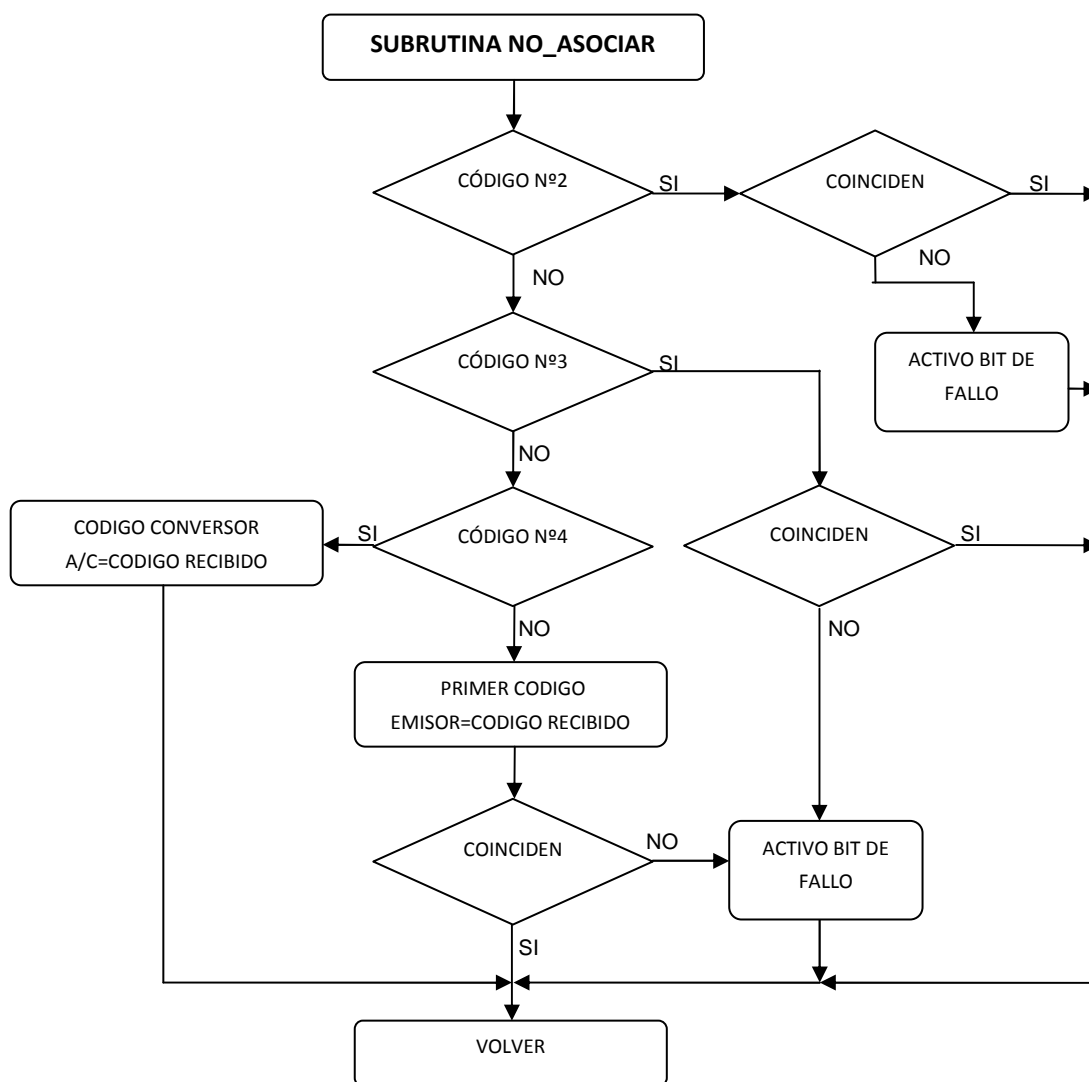 SUBRUTINA NO_ASOCIAR
CÓDIGO Nº2
SI
COINCIDEN
SI
NO
NO
CÓDIGO Nº3
SI
ACTIVO BIT DE
FALLO
NO
CODIGO CONVERSOR
A/C=CODIGO RECIBIDO
SI
CÓDIGO Nº4
COINCIDEN
SI
NO
NO
PRIMER CODIGO
EMISOR=CODIGO RECIBIDO
COINCIDEN
NO
ACTIVO BIT DE
FALLO
SI
VOLVER